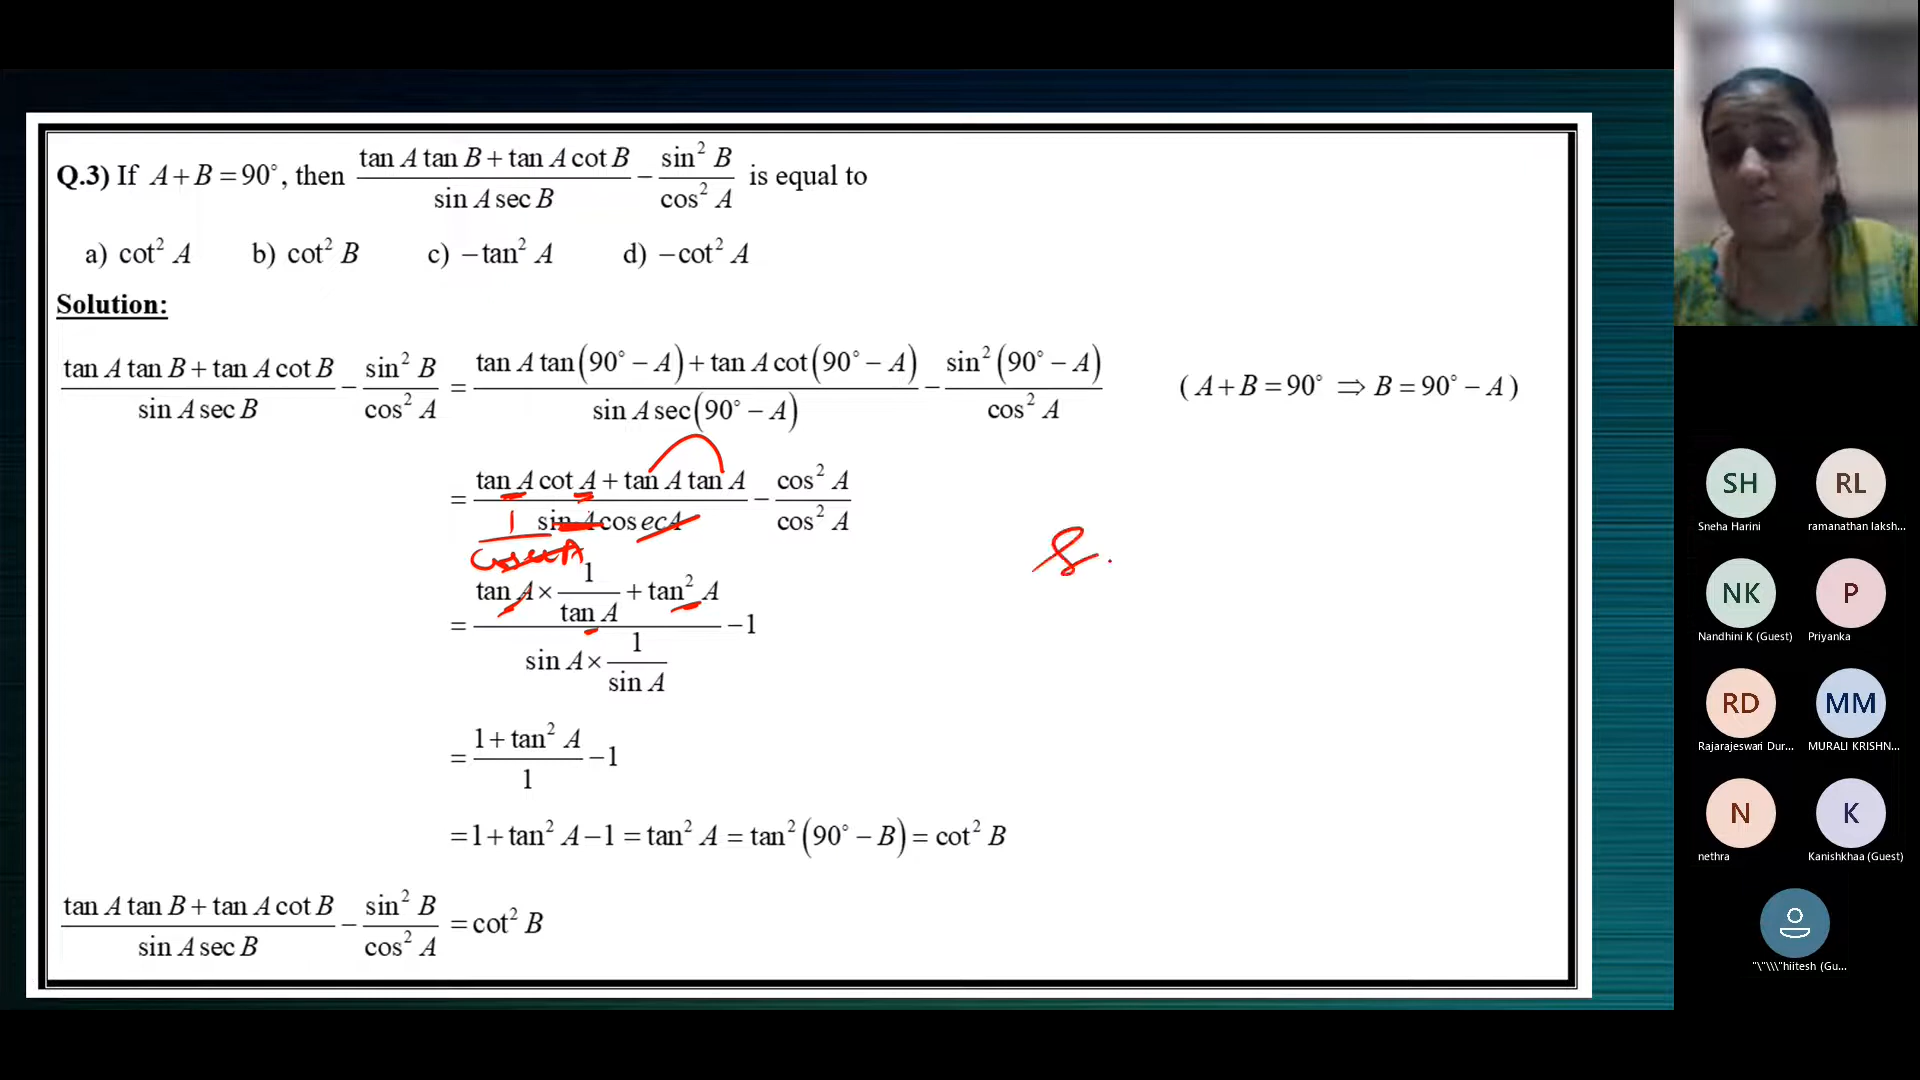 Q.3) If A + B = 90°, then (tan A tan B + tan A cot B)/(sin A sec B) − sin² B/cos² A is equal to
a) cot² A b) cot² B c) −tan² A d) −cot² A
Solution:
(tan A tan B + tan A cot B)/(sin A sec B) − sin² B/cos² A = (tan A tan(90° − A) + tan A cot(90° − A))/(sin A sec(90° − A)) − sin²(90° − A)/cos² A ( A + B = 90° ⇒ B = 90° − A )
= (tan A cot A + tan A tan A)/(sin A cosec A) − cos² A/cos² A
1/cosec A
= (tan A × 1/tan A + tan² A)/(sin A × 1/sin A) − 1
= (1 + tan² A)/1 − 1
= 1 + tan² A − 1 = tan² A = tan²(90° − B) = cot² B
(tan A tan B + tan A cot B)/(sin A sec B) − sin² B/cos² A = cot² B
SH
Sneha Harini
RL
ramanathan laksh...
NK
Nandhini K (Guest)
P
Priyanka
RD
Rajarajeswari Dur...
MM
MURALI KRISHN...
N
nethra
K
Kanishkhaa (Guest)
"\"\\\"hiitesh (Gu...